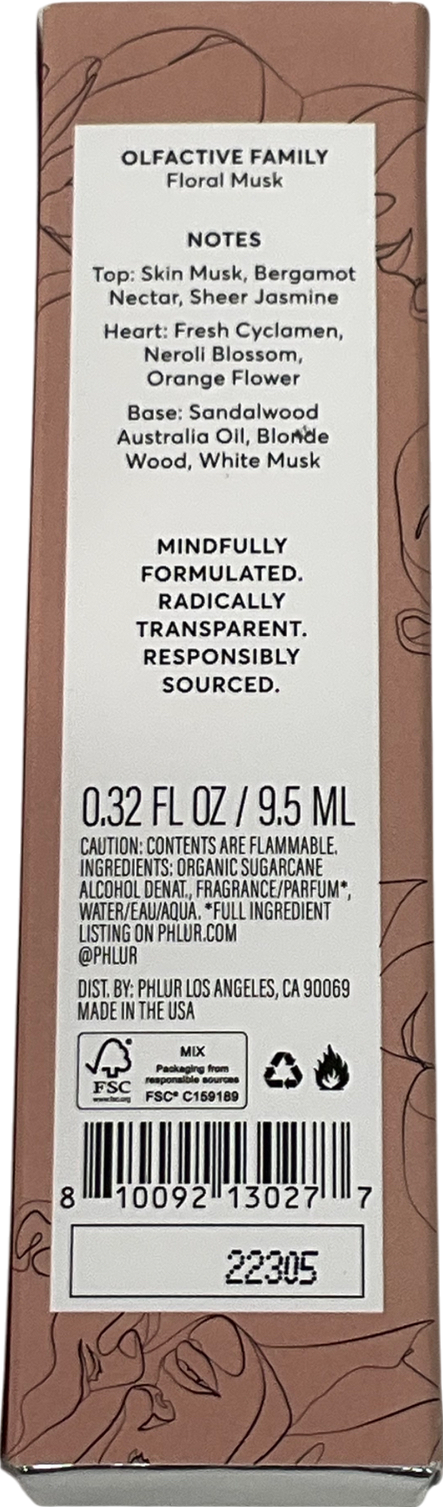 OLFACTIVE FAMILY
Floral Musk
NOTES
Top: Skin Musk, Bergamot
Nectar, Sheer Jasmine
Heart: Fresh Cyclamen,
Neroli Blossom,
Orange Flower
Base: Sandalwood
Australia Oil, Blonde
Wood, White Musk
MINDFULLY
FORMULATED.
RADICALLY
TRANSPARENT.
RESPONSIBLY
SOURCED.
0.32 FL OZ / 9.5 ML
CAUTION: CONTENTS ARE FLAMMABLE.
INGREDIENTS: ORGANIC SUGARCANE
ALCOHOL DENAT., FRAGRANCE/PARFUM*,
WATER/EAU/AQUA. *FULL INGREDIENT
LISTING ON PHLUR.COM
@PHLUR
DIST. BY: PHLUR LOS ANGELES, CA 90069
MADE IN THE USA
FSC
www.fsc.org
MIX
Packaging from
responsible sources
FSC® C159189
8 10092 13027 7
22305